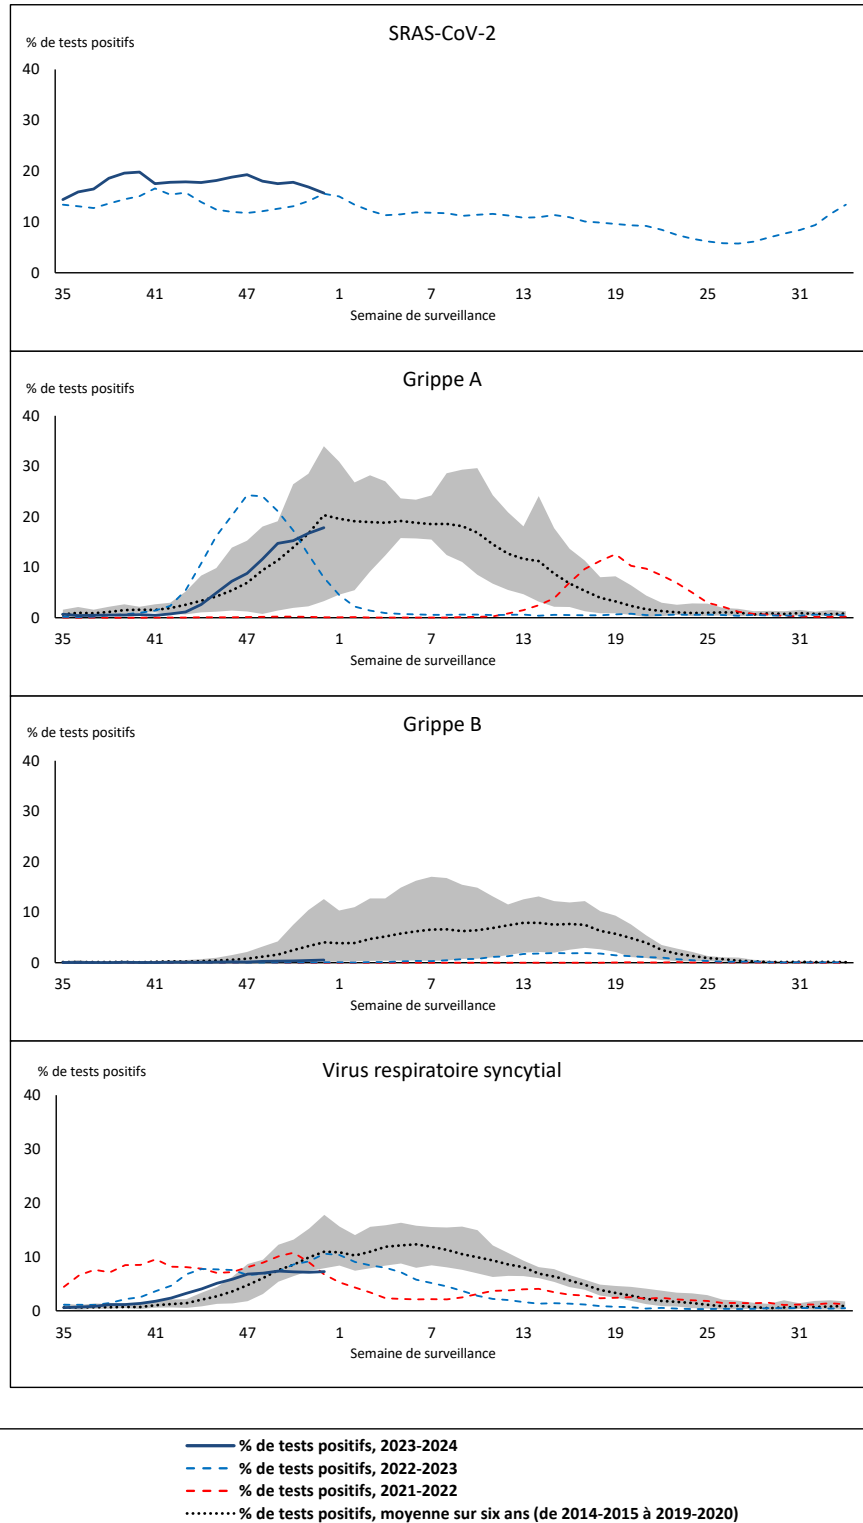 SRAS-CoV-2
% de tests positifs
40
30
20
10
0
35 41 47 1 7 13 19 25 31
Semaine de surveillance
Grippe A
% de tests positifs
40
30
20
10
0
35 41 47 1 7 13 19 25 31
Semaine de surveillance
Grippe B
% de tests positifs
40
30
20
10
0
35 41 47 1 7 13 19 25 31
Semaine de surveillance
Virus respiratoire syncytial
% de tests positifs
40
30
20
10
0
35 41 47 1 7 13 19 25 31
Semaine de surveillance
% de tests positifs, 2023-2024
% de tests positifs, 2022-2023
% de tests positifs, 2021-2022
% de tests positifs, moyenne sur six ans (de 2014-2015 à 2019-2020)